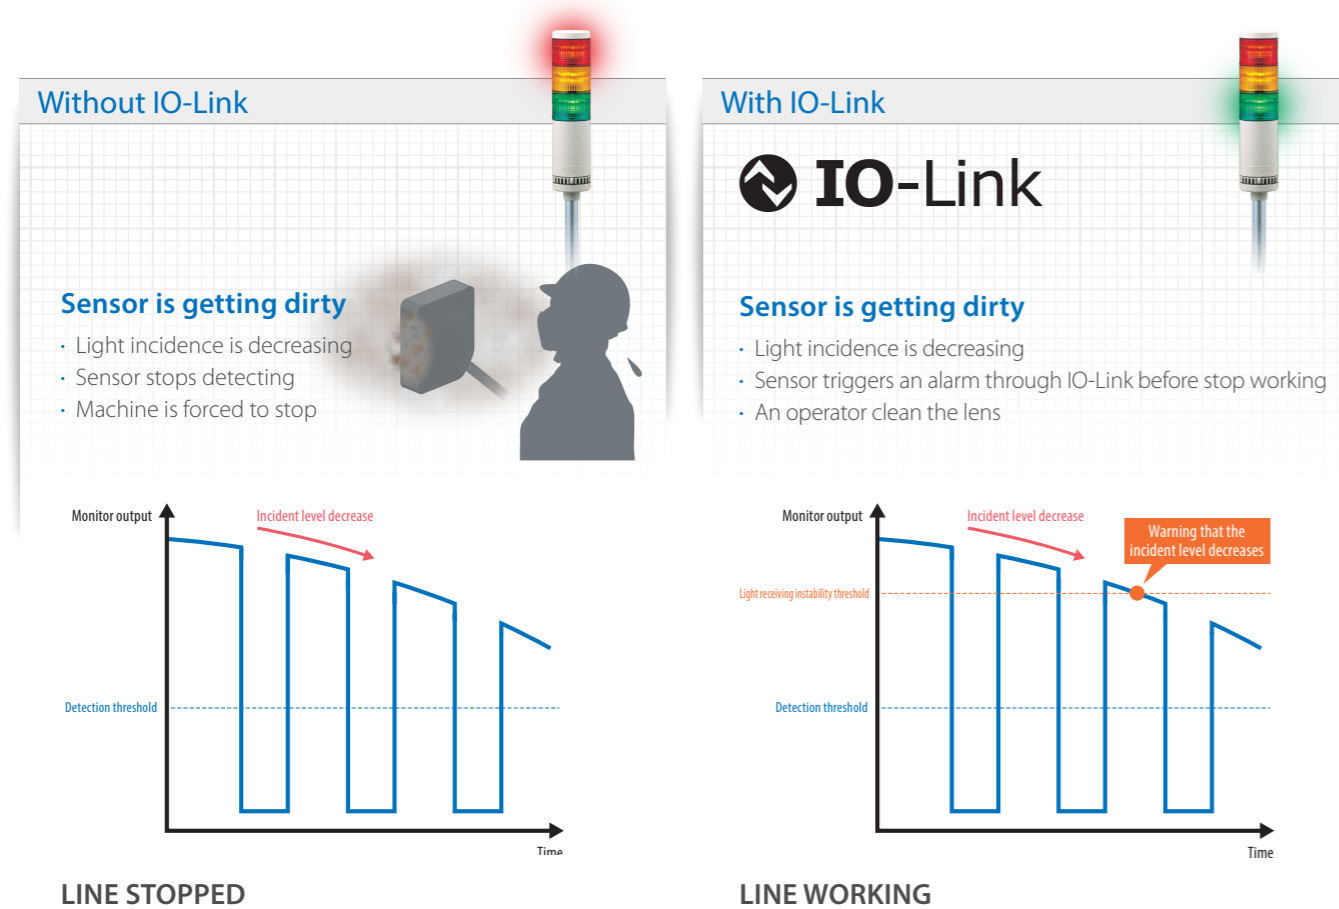 Without IO-Link
Sensor is getting dirty
· Light incidence is decreasing
· Sensor stops detecting
· Machine is forced to stop
Monitor output
Incident level decrease
Detection threshold
Time
LINE STOPPED
With IO-Link
IO-Link
Sensor is getting dirty
· Light incidence is decreasing
· Sensor triggers an alarm through IO-Link before stop working
· An operator clean the lens
Monitor output
Incident level decrease
Warning that the
incident level decreases
Light receiving instability threshold
Detection threshold
Time
LINE WORKING